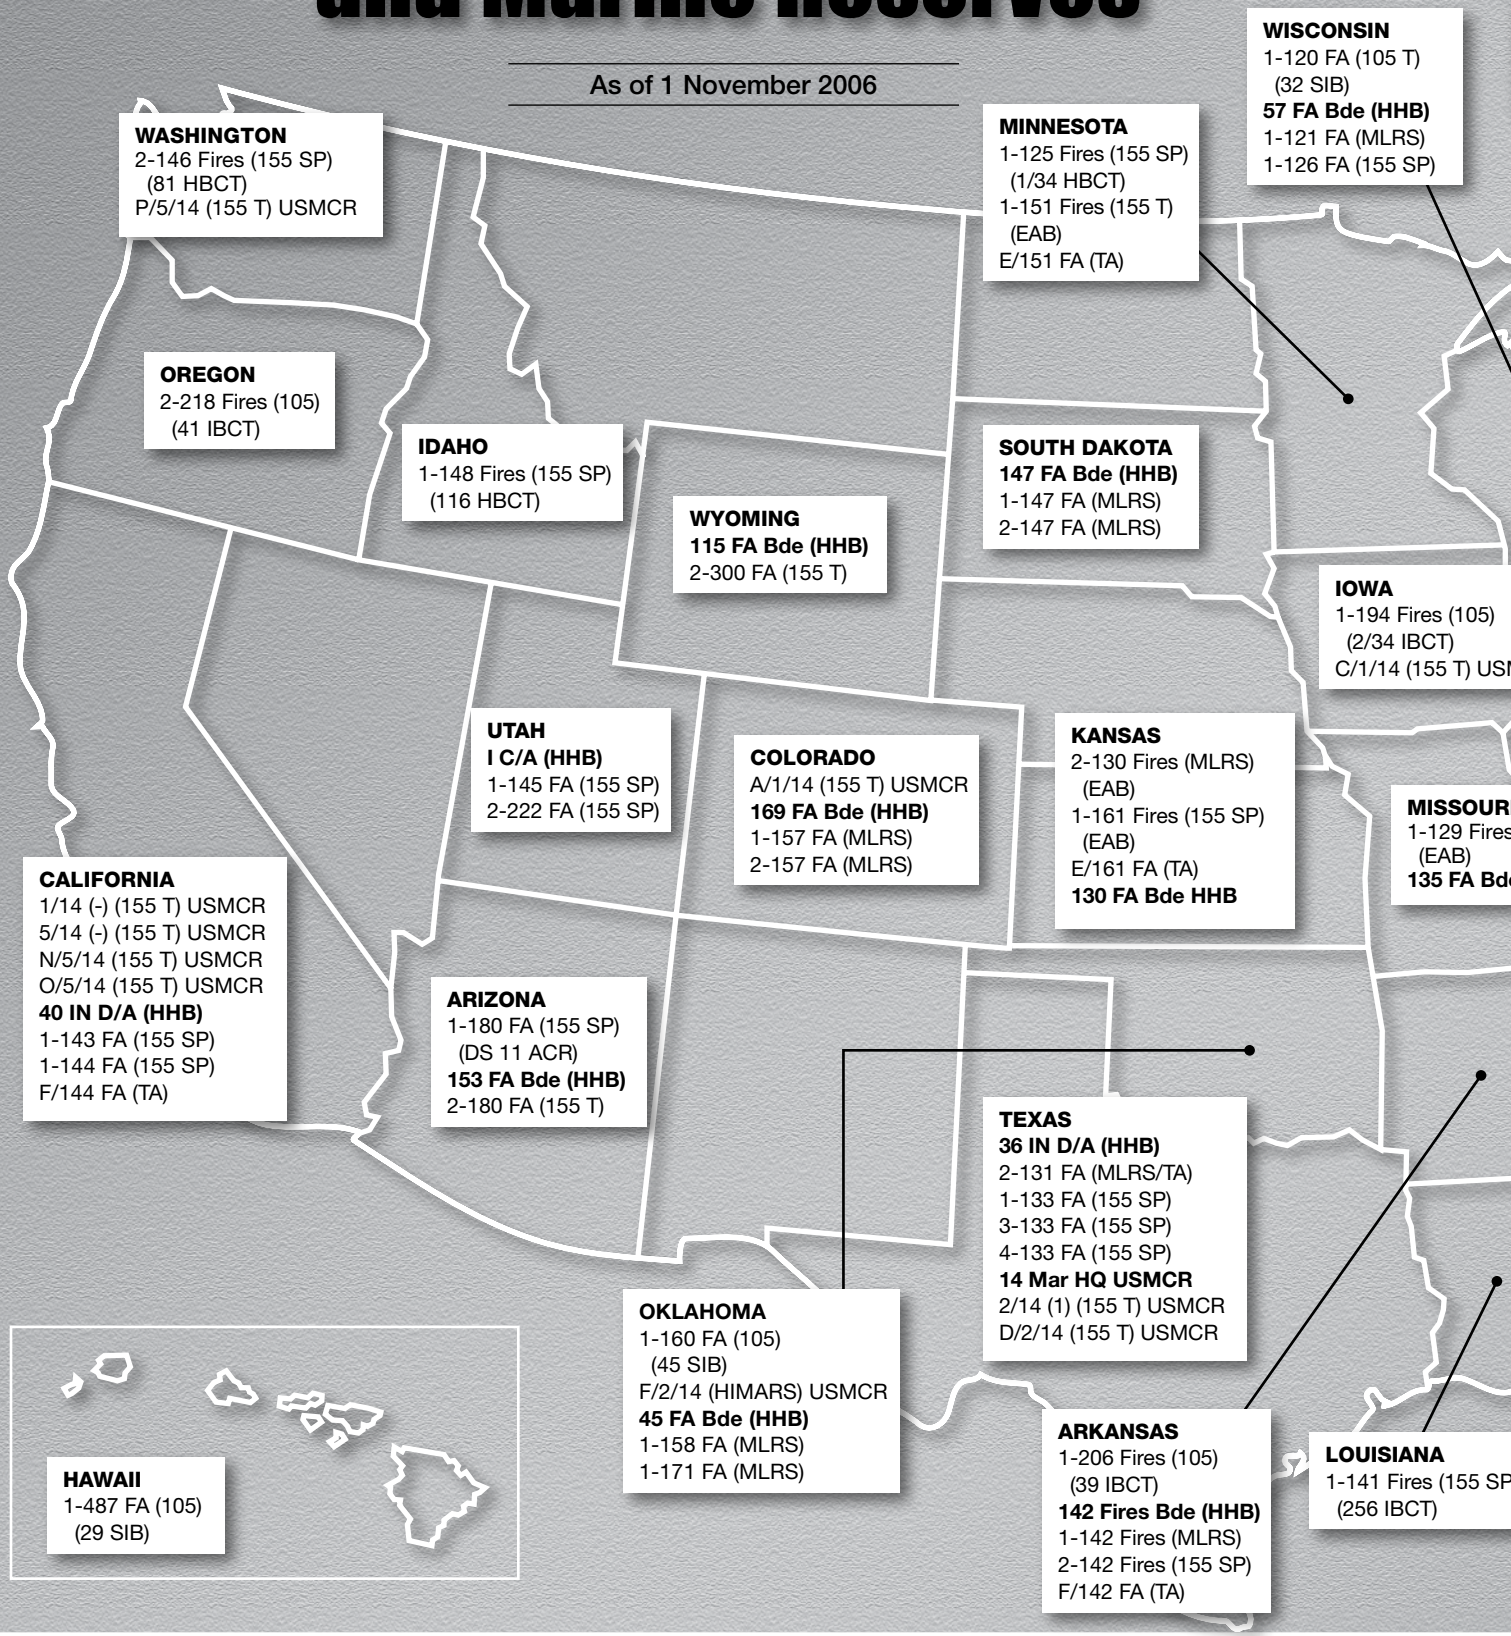 As of 1 November 2006
WISCONSIN
1-120 FA (105 T)
(32 SIB)
57 FA Bde (HHB)
1-121 FA (MLRS)
1-126 FA (155 SP)
WASHINGTON
2-146 Fires (155 SP)
(81 HBCT)
P/5/14 (155 T) USMCR
MINNESOTA
1-125 Fires (155 SP)
(1/34 HBCT)
1-151 Fires (155 T)
(EAB)
E/151 FA (TA)
OREGON
2-218 Fires (105)
(41 IBCT)
IDAHO
1-148 Fires (155 SP)
(116 HBCT)
SOUTH DAKOTA
147 FA Bde (HHB)
1-147 FA (MLRS)
2-147 FA (MLRS)
WYOMING
115 FA Bde (HHB)
2-300 FA (155 T)
IOWA
1-194 Fires (105)
(2/34 IBCT)
C/1/14 (155 T)
UTAH
I C/A (HHB)
1-145 FA (155 SP)
2-222 FA (155 SP)
COLORADO
A/1/14 (155 T) USMCR
169 FA Bde (HHB)
1-157 FA (MLRS)
2-157 FA (MLRS)
KANSAS
2-130 Fires (MLRS)
(EAB)
1-161 Fires (155 SP)
(EAB)
E/161 FA (TA)
130 FA Bde HHB
MISSOUR
1-129 Fires
(EAB)
135 FA Bde
CALIFORNIA
1/14 (-) (155 T) USMCR
5/14 (-) (155 T) USMCR
N/5/14 (155 T) USMCR
O/5/14 (155 T) USMCR
40 IN D/A (HHB)
1-143 FA (155 SP)
1-144 FA (155 SP)
F/144 FA (TA)
ARIZONA
1-180 FA (155 SP)
(DS 11 ACR)
153 FA Bde (HHB)
2-180 FA (155 T)
TEXAS
36 IN D/A (HHB)
2-131 FA (MLRS/TA)
1-133 FA (155 SP)
3-133 FA (155 SP)
4-133 FA (155 SP)
14 Mar HQ USMCR
2/14 (1) (155 T) USMCR
D/2/14 (155 T) USMCR
OKLAHOMA
1-160 FA (105)
(45 SIB)
F/2/14 (HIMARS) USMCR
45 FA Bde (HHB)
1-158 FA (MLRS)
1-171 FA (MLRS)
ARKANSAS
1-206 Fires (105)
(39 IBCT)
142 Fires Bde (HHB)
1-142 Fires (MLRS)
2-142 Fires (155 SP)
F/142 FA (TA)
LOUISIANA
1-141 Fires (155 SP
(256 IBCT)
HAWAII
1-487 FA (105)
(29 SIB)